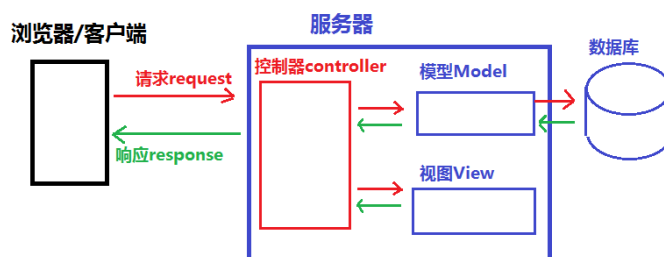 浏览器/客户端
服务器
数据库
请求request
控制器controller
模型Model
响应response
视图View